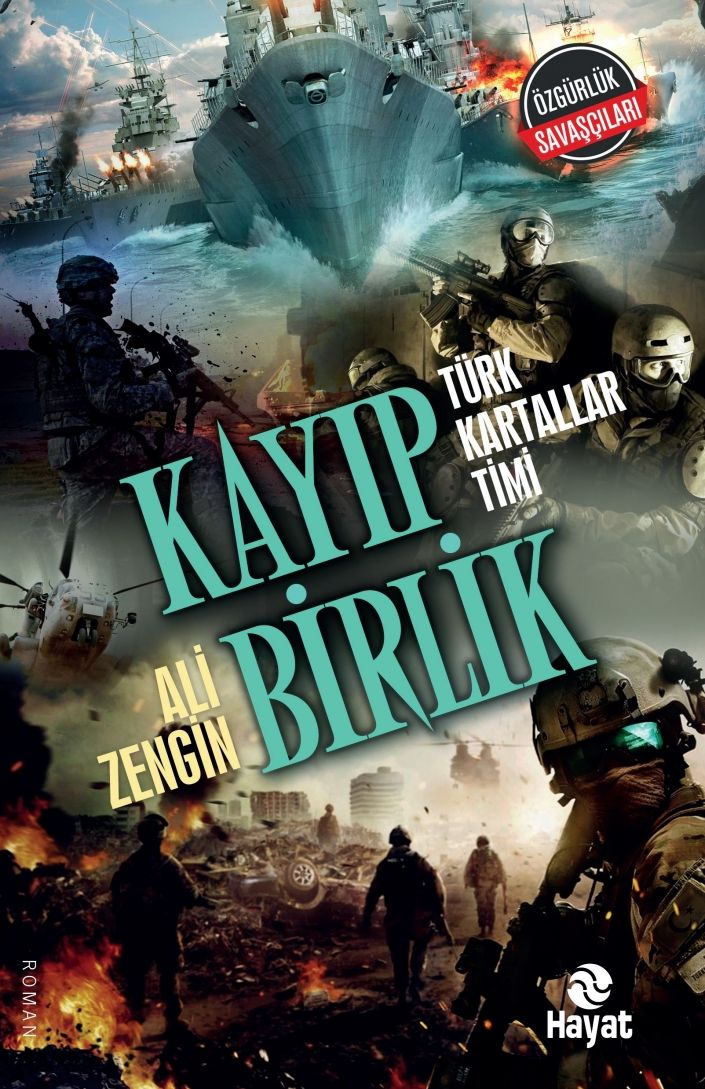 ÖZGÜRLÜK
SAVAŞÇILARI
TÜRK
KARTALLAR
TİMİ
KAYIP
BİRLİK
ALİ
ZENGİN
ROMAN
Hayat